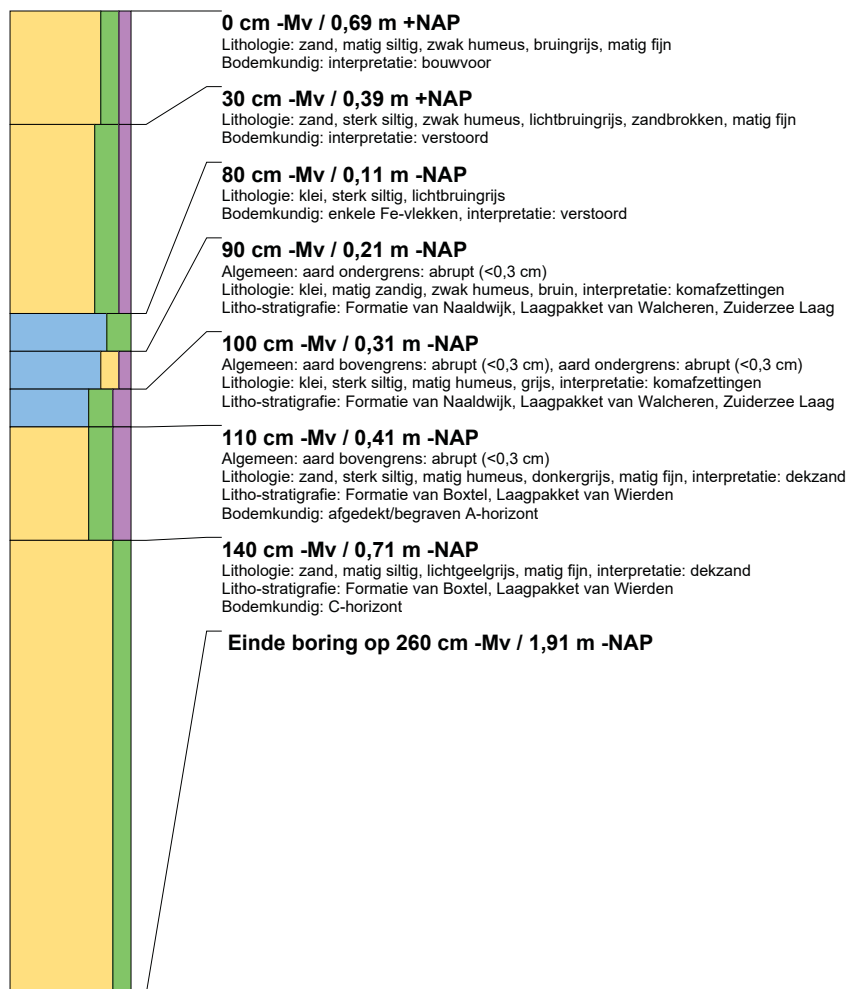 0 cm -Mv / 0,69 m +NAP
Lithologie: zand, matig siltig, zwak humeus, bruingrijs, matig fijn
Bodemkundig: interpretatie: bouwvoor
30 cm -Mv / 0,39 m +NAP
Lithologie: zand, sterk siltig, zwak humeus, lichtbruingrijs, zandbrokken, matig fijn
Bodemkundig: interpretatie: verstoord
80 cm -Mv / 0,11 m -NAP
Lithologie: klei, sterk siltig, lichtbruingrijs
Bodemkundig: enkele Fe-vlekken, interpretatie: verstoord
90 cm -Mv / 0,21 m -NAP
Algemeen: aard ondergrens: abrupt (<0,3 cm)
Lithologie: klei, matig zandig, zwak humeus, bruin, interpretatie: komafzettingen
Litho-stratigrafie: Formatie van Naaldwijk, Laagpakket van Walcheren, Zuiderzee Laag
100 cm -Mv / 0,31 m -NAP
Algemeen: aard bovengrens: abrupt (<0,3 cm), aard ondergrens: abrupt (<0,3 cm)
Lithologie: klei, sterk siltig, matig humeus, grijs, interpretatie: komafzettingen
Litho-stratigrafie: Formatie van Naaldwijk, Laagpakket van Walcheren, Zuiderzee Laag
110 cm -Mv / 0,41 m -NAP
Algemeen: aard bovengrens: abrupt (<0,3 cm)
Lithologie: zand, sterk siltig, matig humeus, donkergrijs, matig fijn, interpretatie: dekzand
Litho-stratigrafie: Formatie van Boxtel, Laagpakket van Wierden
Bodemkundig: afgedekt/begraven A-horizont
140 cm -Mv / 0,71 m -NAP
Lithologie: zand, matig siltig, lichtgeelgrijs, matig fijn, interpretatie: dekzand
Litho-stratigrafie: Formatie van Boxtel, Laagpakket van Wierden
Bodemkundig: C-horizont
Einde boring op 260 cm -Mv / 1,91 m -NAP